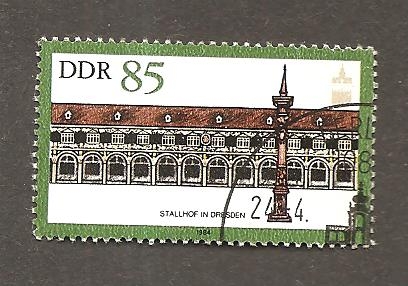 DDR 85
STALLHOF IN DRESDEN
24.-4.
1984